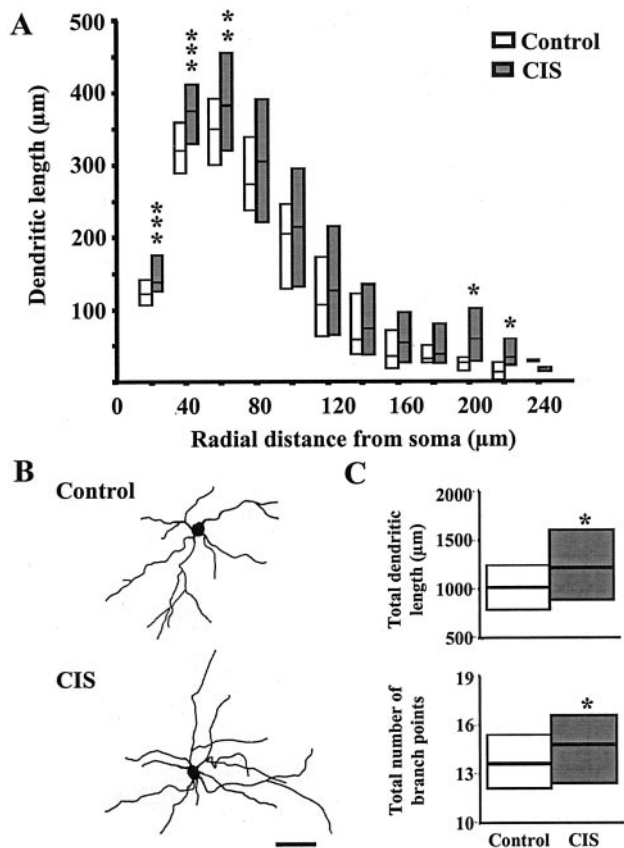 A
500
400
300
200
100
Dendritic length (µm)
***
***
**
*
*
Control
CIS
0
40
80
120
160
200
240
Radial distance from soma (µm)
B
Control
CIS
C
2000
1500
1000
500
Total dendritic
length (µm)
*
19
16
13
10
Total number of
branch points
*
Control
CIS